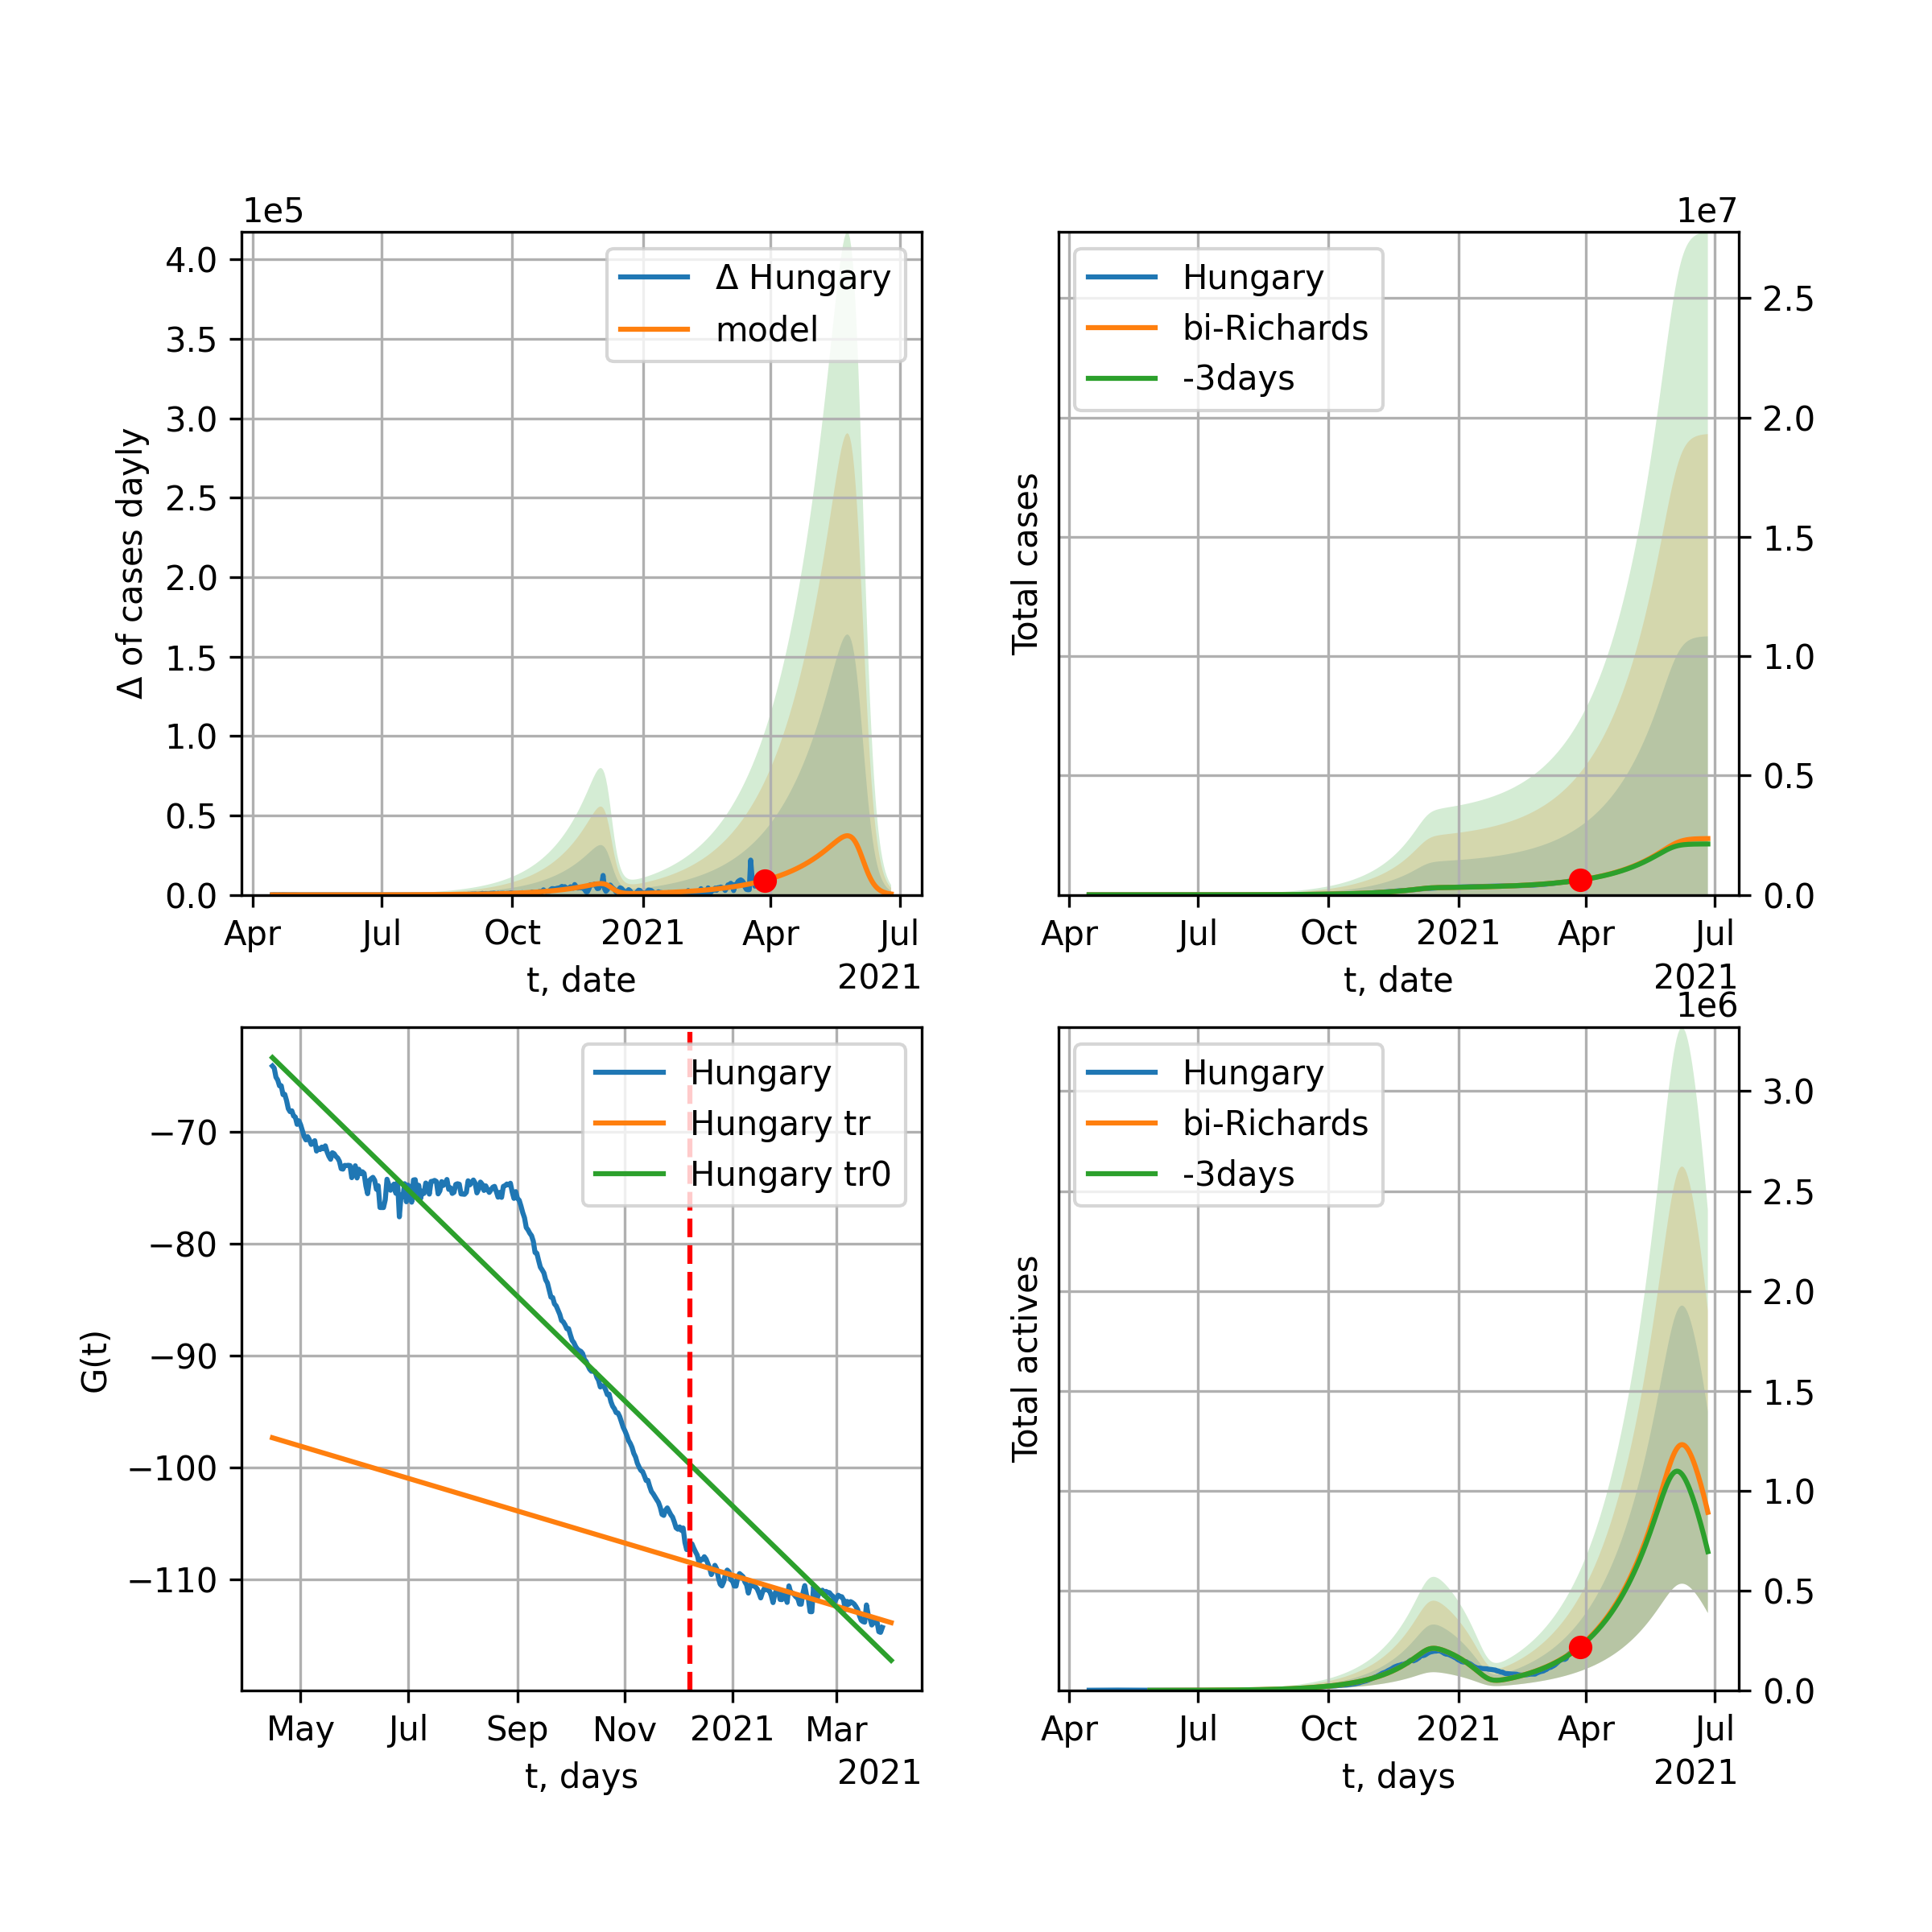 1e5
4.0
3.5
3.0
2.5
2.0
1.5
1.0
0.5
0.0
Δ of cases dayly
Δ Hungary
model
Apr Jul Oct 2021 Apr Jul
t, date
2021
1e7
2.5
2.0
1.5
1.0
0.5
0.0
Total cases
Hungary
bi-Richards
-3days
Apr Jul Oct 2021 Apr Jul
t, date
2021
−70
−80
−90
−100
−110
G(t)
Hungary
Hungary tr
Hungary tr0
May Jul Sep Nov 2021 Mar
t, days
2021
1e6
3.0
2.5
2.0
1.5
1.0
0.5
0.0
Total actives
Hungary
bi-Richards
-3days
Apr Jul Oct 2021 Apr Jul
t, days
2021